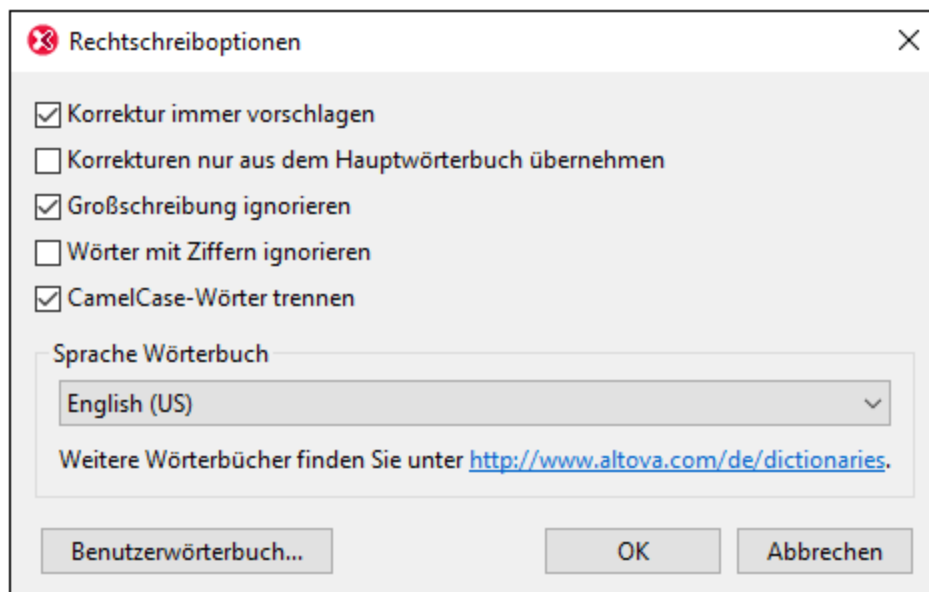 Rechtschreiboptionen
Korrektur immer vorschlagen
Korrekturen nur aus dem Hauptwörterbuch übernehmen
Großschreibung ignorieren
Wörter mit Ziffern ignorieren
CamelCase-Wörter trennen
Sprache Wörterbuch
English (US)
Weitere Wörterbücher finden Sie unter http://www.altova.com/de/dictionaries.
Benutzerwörterbuch... OK Abbrechen